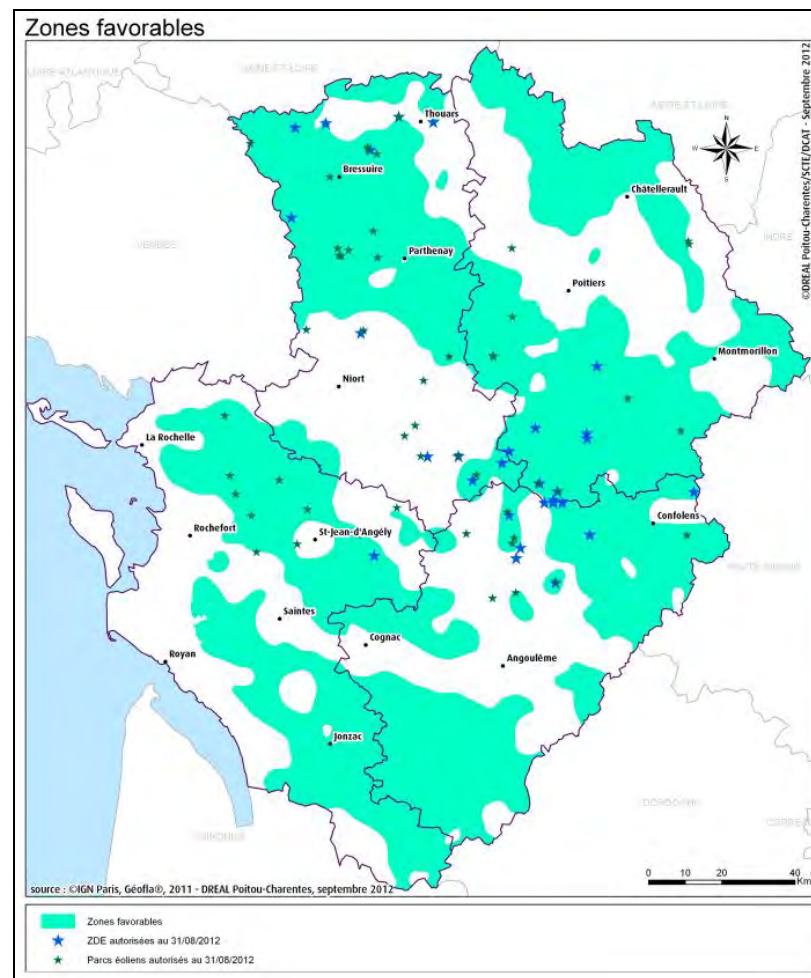 Zones favorables
LOIRE-ATLANTIQUE
MAINE-ET-LOIRE
INDRE-ET-LOIRE
Thouars
N
W
E
S
Bressuire
Châtellerault
INDRE
VENDEE
Parthenay
Poitiers
Montmorillon
Niort
La Rochelle
Confolens
Rochefort
St-Jean-d'Angély
HAUTE-VIENNE
Saintes
Cognac
Royan
Angoulême
Jonzac
DORDOGNE
GIRONDE
0 10 20 40
Km
source : ©IGN Paris, Géofla®, 2011 - DREAL Poitou-Charentes, septembre 2012
©DREAL Poitou-Charentes/SCTE/DCAT - Septembre 2012
Zones favorables
ZDE autorisées au 31/08/2012
Parcs éoliens autorisés au 31/08/2012